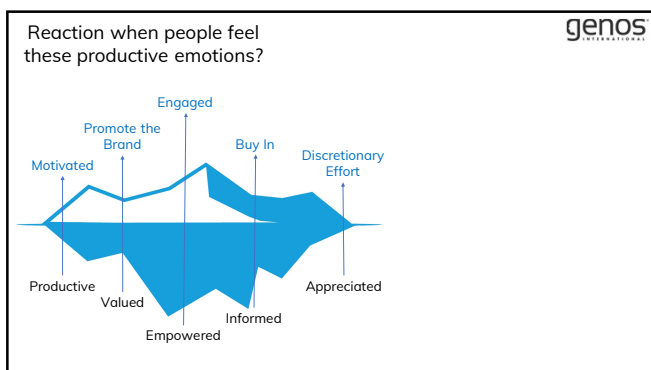 Reaction when people feel
these productive emotions?
genos
INTERNATIONAL
Engaged
Promote the
Brand
Buy In
Discretionary
Effort
Motivated
Productive
Valued
Empowered
Informed
Appreciated